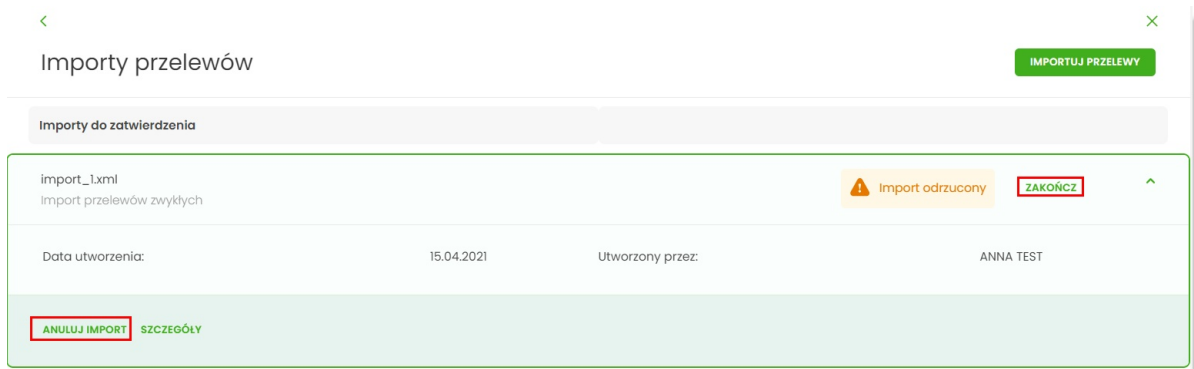 Importy przelewów
IMPORTUJ PRZELEWY
Importy do zatwierdzenia
import_1.xml
Import przelewów zwykłych
Import odrzucony
ZAKOŃCZ
Data utworzenia: 15.04.2021 Utworzony przez: ANNA TEST
ANULUJ IMPORT SZCZEGÓŁY